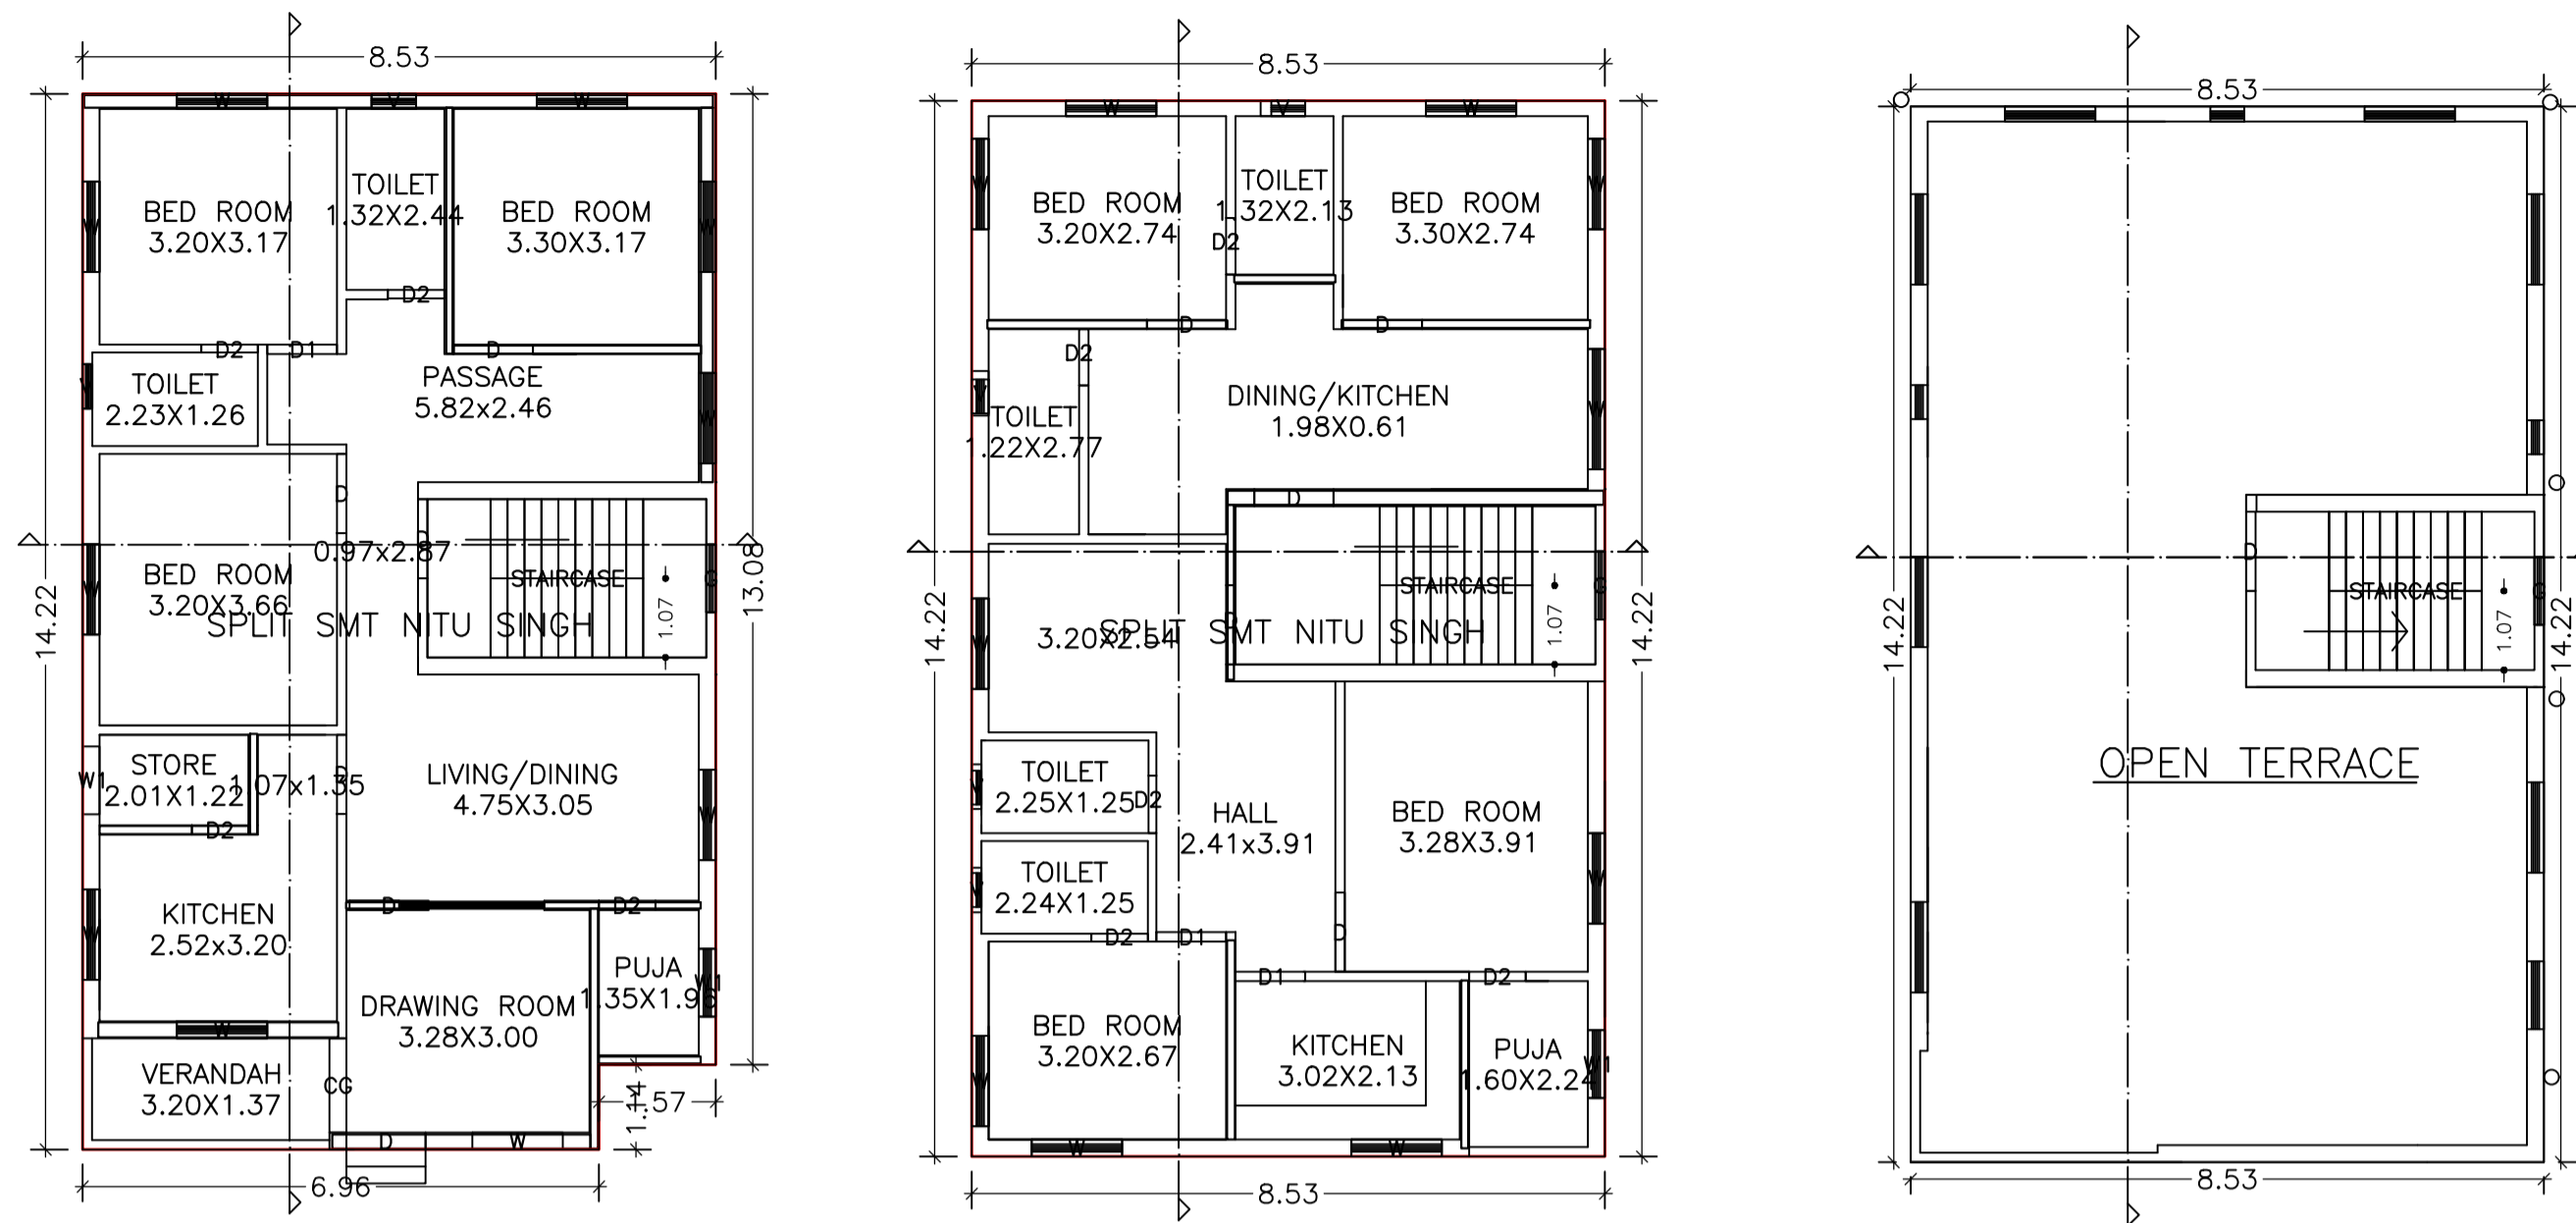 8.53
W
V
W
TOILET
1.32X2.44
BED ROOM
3.20X3.17
BED ROOM
3.30X3.17
W
W
D2
D2
D1
D
V
TOILET
2.23X1.26
PASSAGE
5.82x2.46
W
D
D
0.97x2.87
BED ROOM
3.20X3.66
W
STAIRCASE
G
1.07
SPLIT SMT NITU SINGH
14.22
13.08
W1
STORE
2.01X1.22
1.07x1.35
D
D2
LIVING/DINING
4.75X3.05
W
KITCHEN
2.52x3.20
W
D
D2
PUJA
1.35X1.96
W1
DRAWING ROOM
3.28X3.00
W
VERANDAH
3.20X1.37
CG
D
W
1.14
1.57
6.96
8.53
W
V
W
BED ROOM
3.20X2.74
TOILET
1.32X2.13
BED ROOM
3.30X2.74
W
W
D2
D
D
D2
V
TOILET
1.22X2.77
DINING/KITCHEN
1.98X0.61
W
D
STAIRCASE
G
1.07
D
3.20X2.54
W
SPLIT SMT NITU SINGH
14.22
14.22
TOILET
2.25X1.25
V
D2
TOILET
2.24X1.25
V
HALL
2.41x3.91
BED ROOM
3.28X3.91
W
D
D2
D1
D1
D2
BED ROOM
3.20X2.67
W
KITCHEN
3.02X2.13
PUJA
1.60X2.24
W1
W
W
8.53
8.53
D
STAIRCASE
G
1.07
14.22
14.22
OPEN TERRACE
8.53